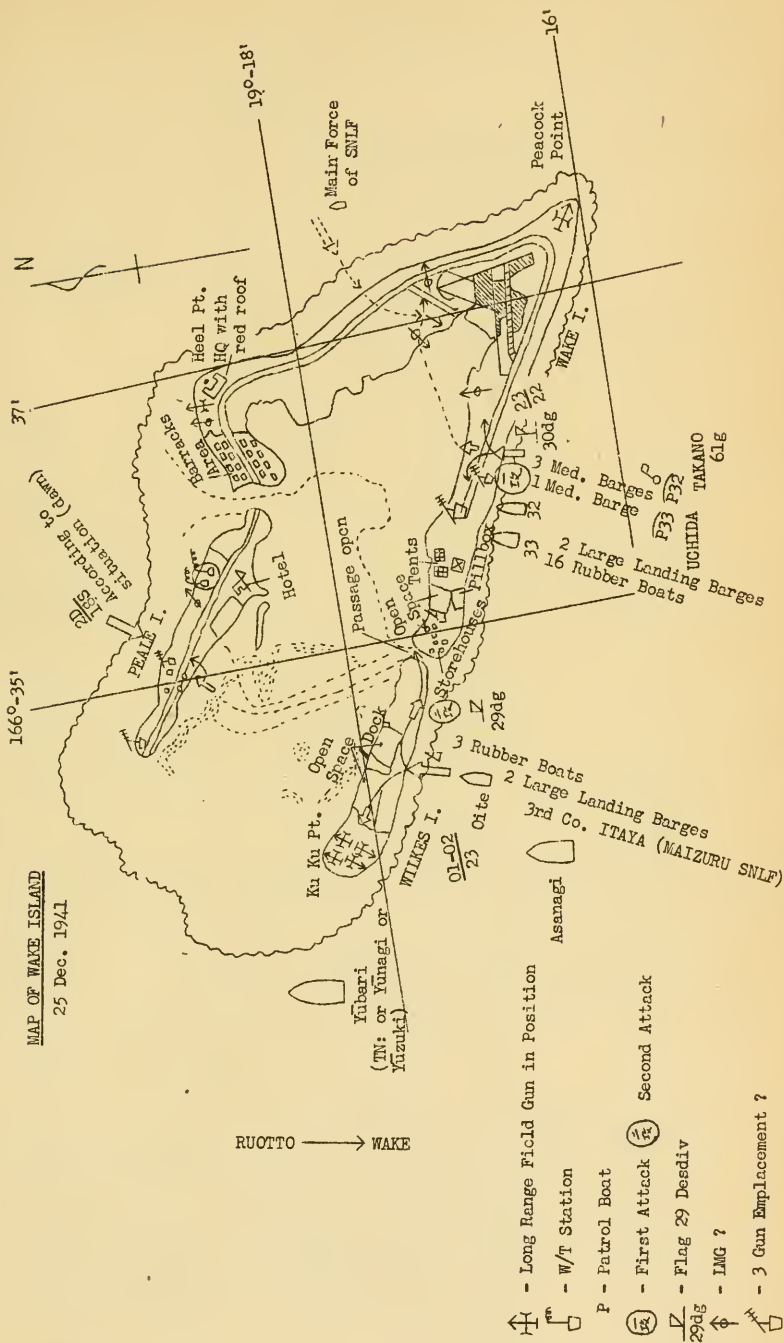 MAP OF WAKE ISLAND
25 Dec. 1941
166°-35'
37'
N
19°-18'
16'
2D
18S
According to
situation (dawn)
PEALE I.
Hotel
Barracks
Area
Heel Pt.
HQ with
red roof
Main Force
of SNLF
Peacock
Point
WAKE I.
Passage open
Open
Space
Tents
Pillbox
Storehouses
Open
Space
Dock
Ku Ku Pt.
WILKES I.
23
22
30dg
3 Med. Barges
1 Med. Barge
32
33
P32
P33
UCHIDA TAKANO
61g
2 Large Landing Barges
16 Rubber Boats
29dg
3 Rubber Boats
2 Large Landing Barges
3rd Co. ITAYA (MAIZURU SNLF)
01-02
23
Oite
Asanagi
Yūbari
(TN: or Yūnagi or
Yūzuki)
RUOTTO → WAKE
- Long Range Field Gun in Position
- W/T Station
P - Patrol Boat
- First Attack
- Second Attack
29dg - Flag 29 Desdiv
- LMG ?
- 3 Gun Emplacement ?